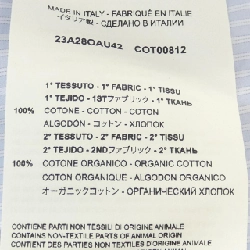 MADE IN ITALY - FABRIQUÉ EN ITALIE
イタリア製 - СДЕЛАНО В ИТАЛИИ
23A28OAU42 COT00812
1° TESSUTO - 1° FABRIC - 1° TISSU
1° TEJIDO - 1STファブリック - 1° ТКАНЬ
100% COTONE - COTTON - COTON
ALGODÓN - コットン - ХЛОПОК
2° TESSUTO - 2° FABRIC - 2° TISSU
2° TEJIDO - 2NDファブリック - 2° ТКАНЬ
100% COTONE ORGANICO - ORGANIC COTTON
COTON ORGANIQUE - ALGODON ORGANICO
オーガニックコットン - ОРГАНИЧЕСКИЙ ХЛОПОК
CONTIENE PARTI NON TESSILI DI ORIGINE ANIMALE
CONTAINS NON-TEXTILE PARTS OF ANIMAL ORIGIN
CONTIENT DES PARTIES NON TEXTILES D'ORIGINE ANIMALE